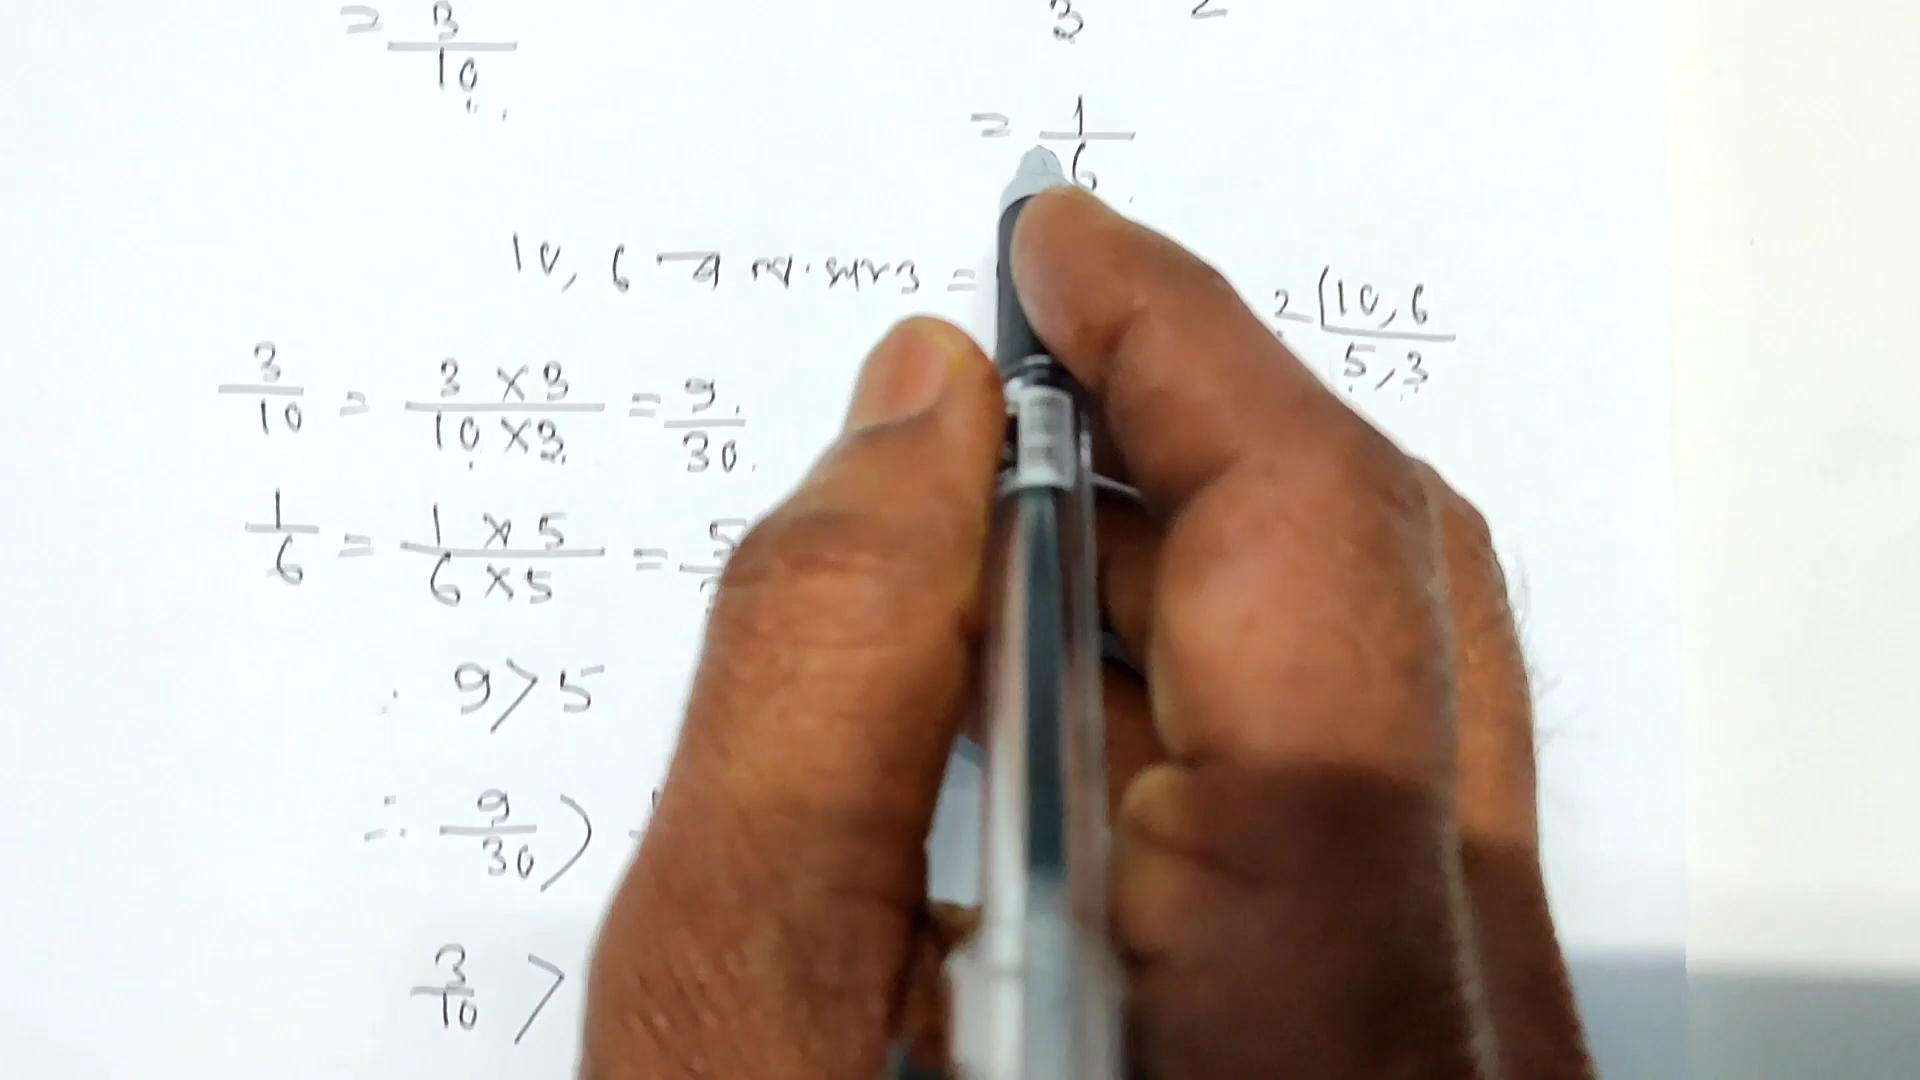 = 3/10
3 2
= 1/6
10, 6 এর ল.সা.গু =
2 | 10, 6
5, 3
3/10 = 3 × 3/10 × 3 = 9/30
1/6 = 1 × 5/6 × 5 = 5
∴ 9 > 5
∴ 9/30 >
3/10 >